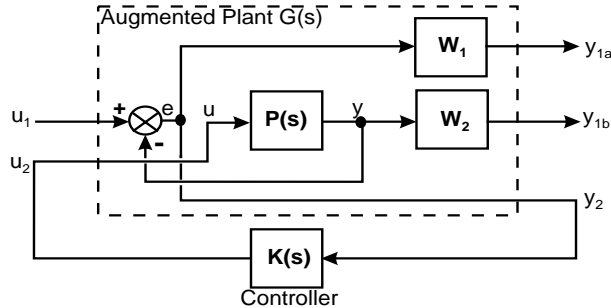 Augmented Plant G(s)
W1
y1a
+
e
u
y
u1
P(s)
W2
y1b
-
u2
y2
K(s)
Controller